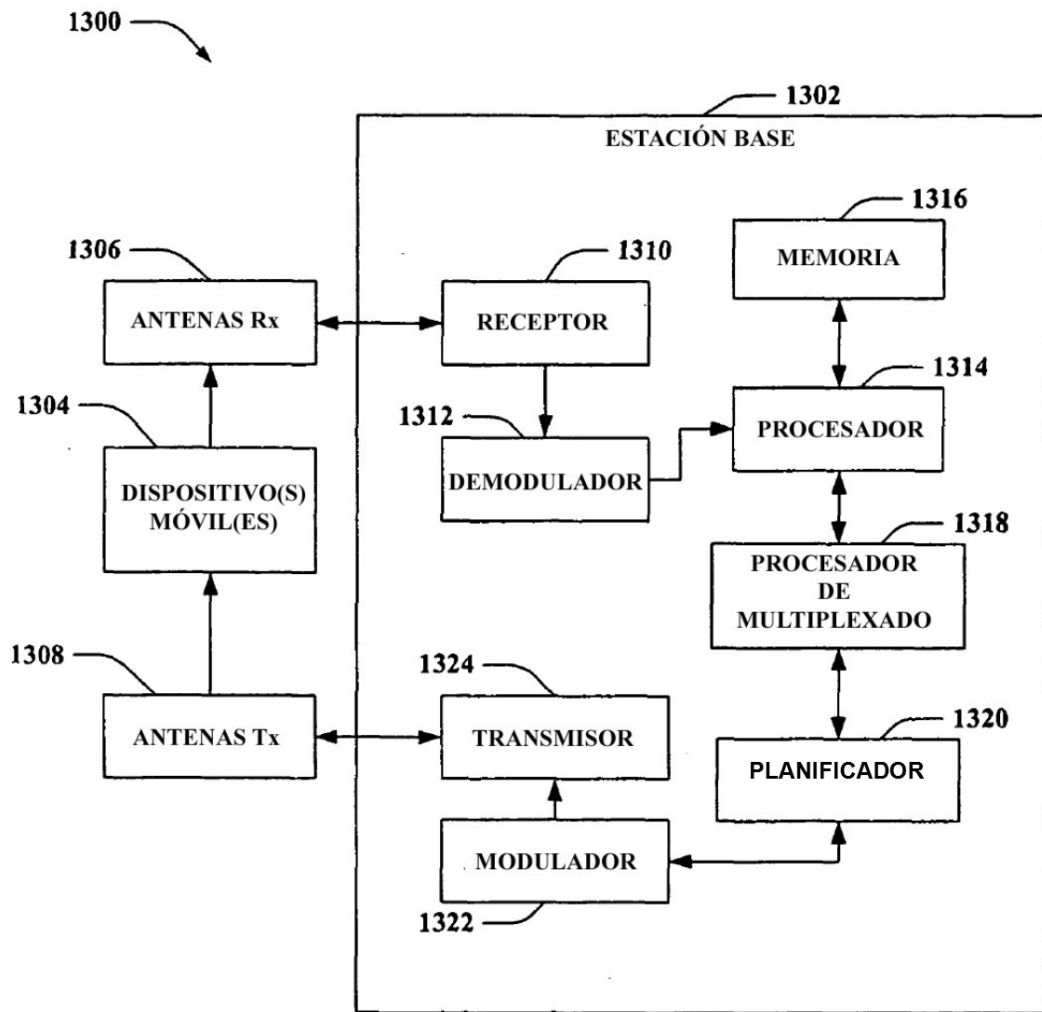 1300
1302
ESTACIÓN BASE
1316
MEMORIA
1306
ANTENAS Rx
1310
RECEPTOR
1314
PROCESADOR
1304
DISPOSITIVO(S)
MÓVIL(ES)
1312
DEMODULADOR
1318
PROCESADOR
DE
MULTIPLEXADO
1308
ANTENAS Tx
1324
TRANSMISOR
1320
PLANIFICADOR
MODULADOR
1322